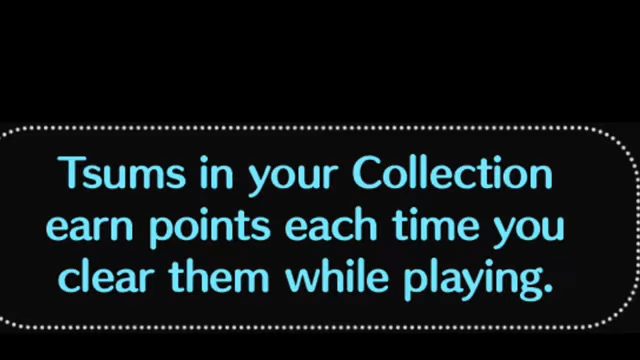 Tsums in your Collection
earn points each time you
clear them while playing.